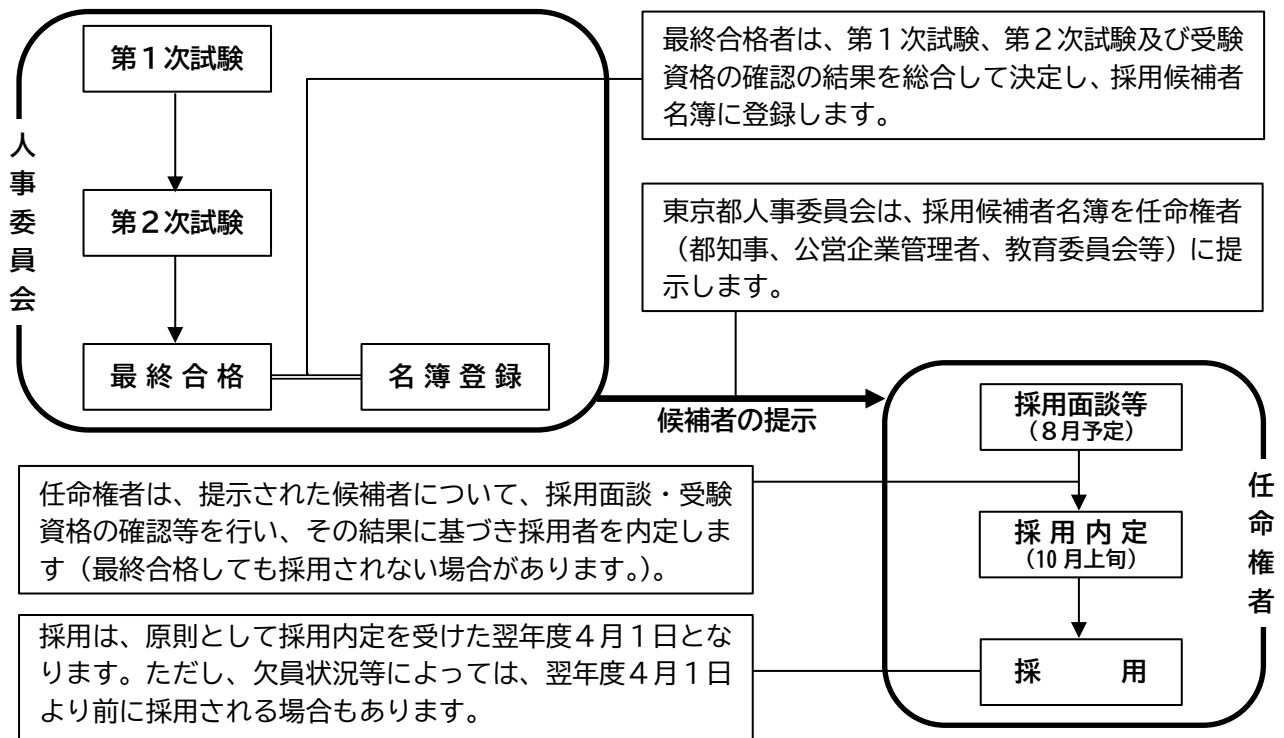 人事委員会
第１次試験
第２次試験
最 終 合 格
名 簿 登 録
最終合格者は、第１次試験、第２次試験及び受験
資格の確認の結果を総合して決定し、採用候補者
名簿に登録します。
東京都人事委員会は、採用候補者名簿を任命権者
（都知事、公営企業管理者、教育委員会等）に提
示します。
候補者の提示
任命権者
採用面談等
（８月予定）
採 用 内 定
（10 月上旬）
採　　用
任命権者は、提示された候補者について、採用面談・受験
資格の確認等を行い、その結果に基づき採用者を内定しま
す（最終合格しても採用されない場合があります。）。
採用は、原則として採用内定を受けた翌年度４月１日とな
ります。ただし、欠員状況等によっては、翌年度４月１日
より前に採用される場合もあります。